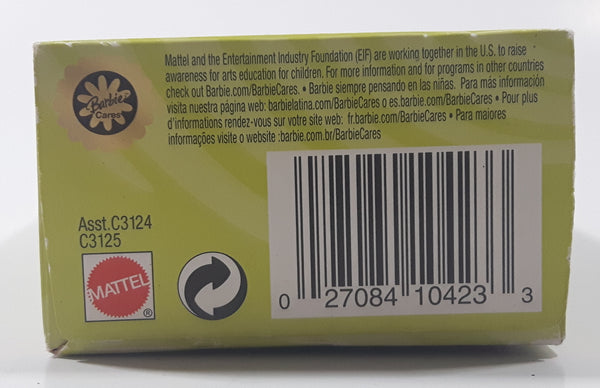 Mattel and the Entertainment Industry Foundation (EIF) are working together in the U.S. to raise
awareness for arts education for children. For more information and for programs in other countries
check out Barbie.com/BarbieCares. • Barbie siempre pensando en las niñas. Para más información
visita nuestra página web: barbielatina.com/BarbieCares o es.barbie.com/BarbieCares • Pour plus
d'informations rendez-vous sur votre site web: fr.barbie.com/BarbieCares • Para maiores
informações visite o website :barbie.com.br/BarbieCares
Barbie
Cares
Asst.C3124
C3125
MATTEL
®
0 27084 10423 3